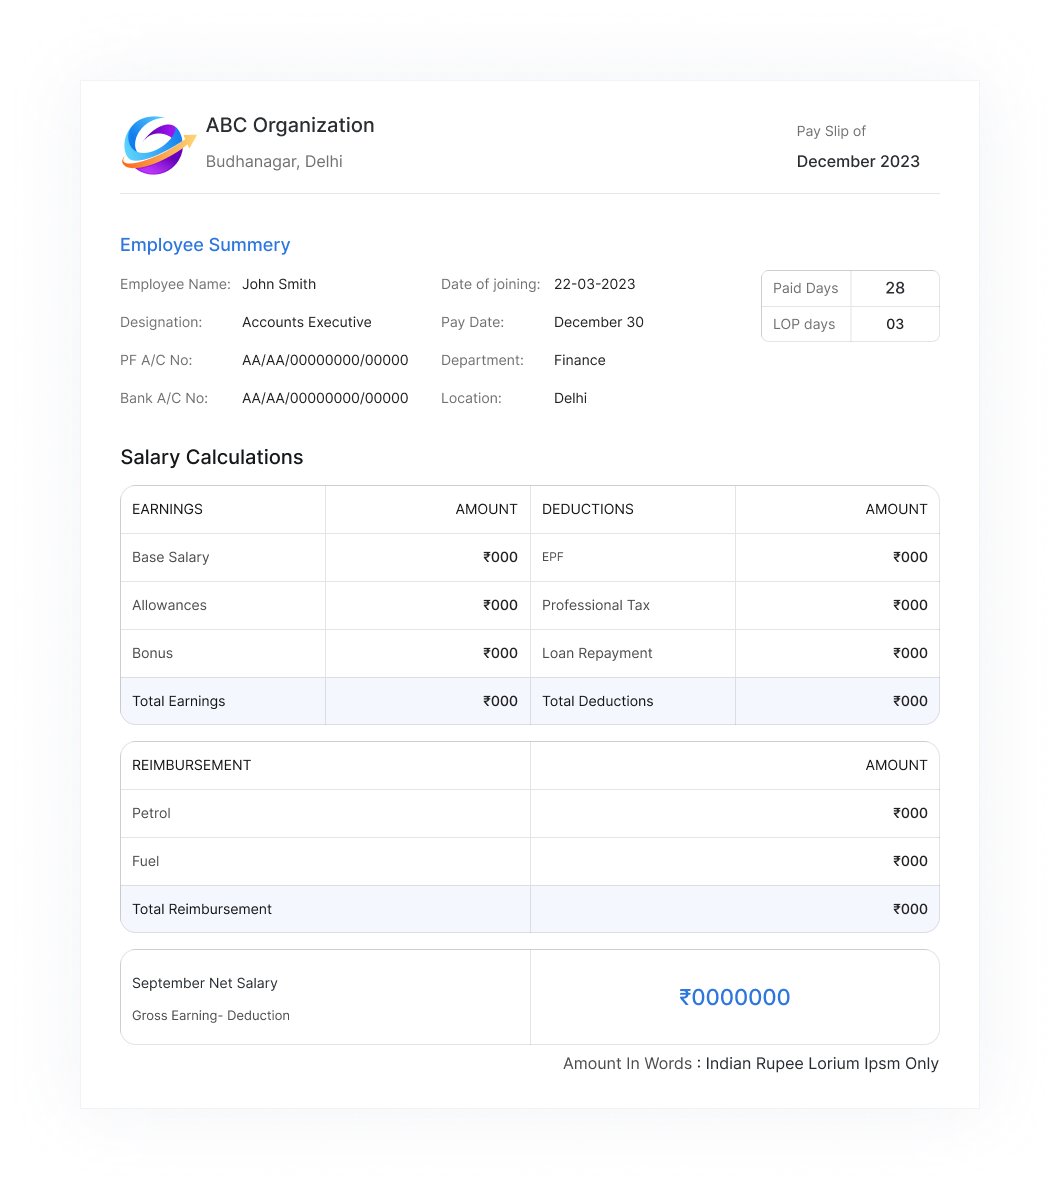 ABC Organization
Budhanagar, Delhi
Pay Slip of
December 2023
Employee Summery
Employee Name: John Smith Date of joining: 22-03-2023 Paid Days 28
Designation: Accounts Executive Pay Date: December 30 LOP days 03
PF A/C No: AA/AA/00000000/00000 Department: Finance
Bank A/C No: AA/AA/00000000/00000 Location: Delhi
Salary Calculations
EARNINGS AMOUNT DEDUCTIONS AMOUNT
Base Salary ₹000 EPF ₹000
Allowances ₹000 Professional Tax ₹000
Bonus ₹000 Loan Repayment ₹000
Total Earnings ₹000 Total Deductions ₹000
REIMBURSEMENT AMOUNT
Petrol ₹000
Fuel ₹000
Total Reimbursement ₹000
September Net Salary
Gross Earning- Deduction
₹0000000
Amount In Words : Indian Rupee Lorium Ipsm Only